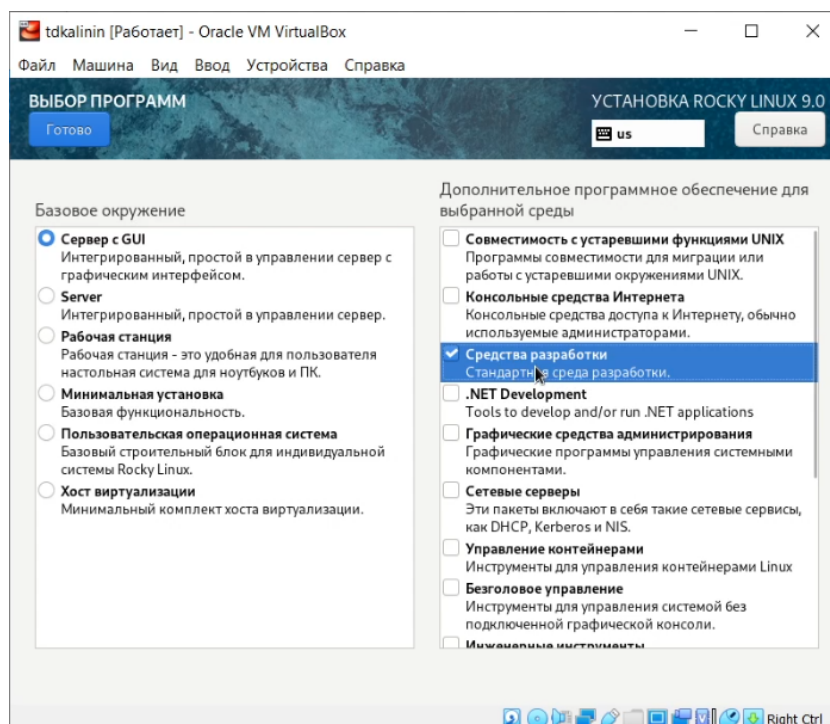 tdkalinin [Работает] - Oracle VM VirtualBox
Файл Машина Вид Ввод Устройства Справка
ВЫБОР ПРОГРАММ
УСТАНОВКА ROCKY LINUX 9.0
Готово
us
Справка
Базовое окружение
Сервер с GUI
Интегрированный, простой в управлении сервер с
графическим интерфейсом.
Server
Интегрированный, простой в управлении сервер.
Рабочая станция
Рабочая станция - это удобная для пользователя
настольная система для ноутбуков и ПК.
Минимальная установка
Базовая функциональность.
Пользовательская операционная система
Базовый строительный блок для индивидуальной
системы Rocky Linux.
Хост виртуализации
Минимальный комплект хоста виртуализации.
Дополнительное программное обеспечение для
выбранной среды
Совместимость с устаревшими функциями UNIX
Программы совместимости для миграции или
работы с устаревшими окружениями UNIX.
Консольные средства Интернета
Консольные средства доступа к Интернету, обычно
используемые администраторами.
Средства разработки
Стандартная среда разработки.
.NET Development
Tools to develop and/or run .NET applications
Графические средства администрирования
Графические программы управления системными
компонентами.
Сетевые серверы
Эти пакеты включают в себя такие сетевые сервисы,
как DHCP, Kerberos и NIS.
Управление контейнерами
Инструменты для управления контейнерами Linux
Безголовое управление
Инструменты для управления системой без
подключенной графической консоли.
Инженерные инструменты
Right Ctrl